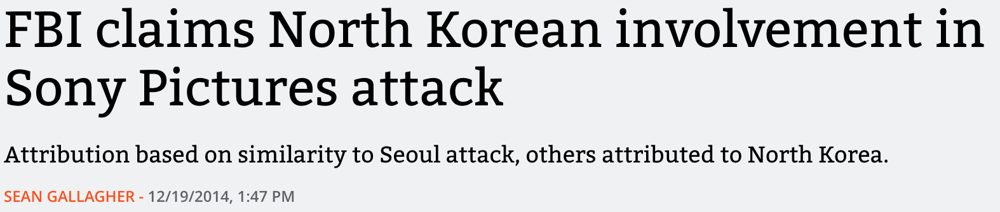 FBI claims North Korean involvement in
Sony Pictures attack
Attribution based on similarity to Seoul attack, others attributed to North Korea.
SEAN GALLAGHER - 12/19/2014, 1:47 PM